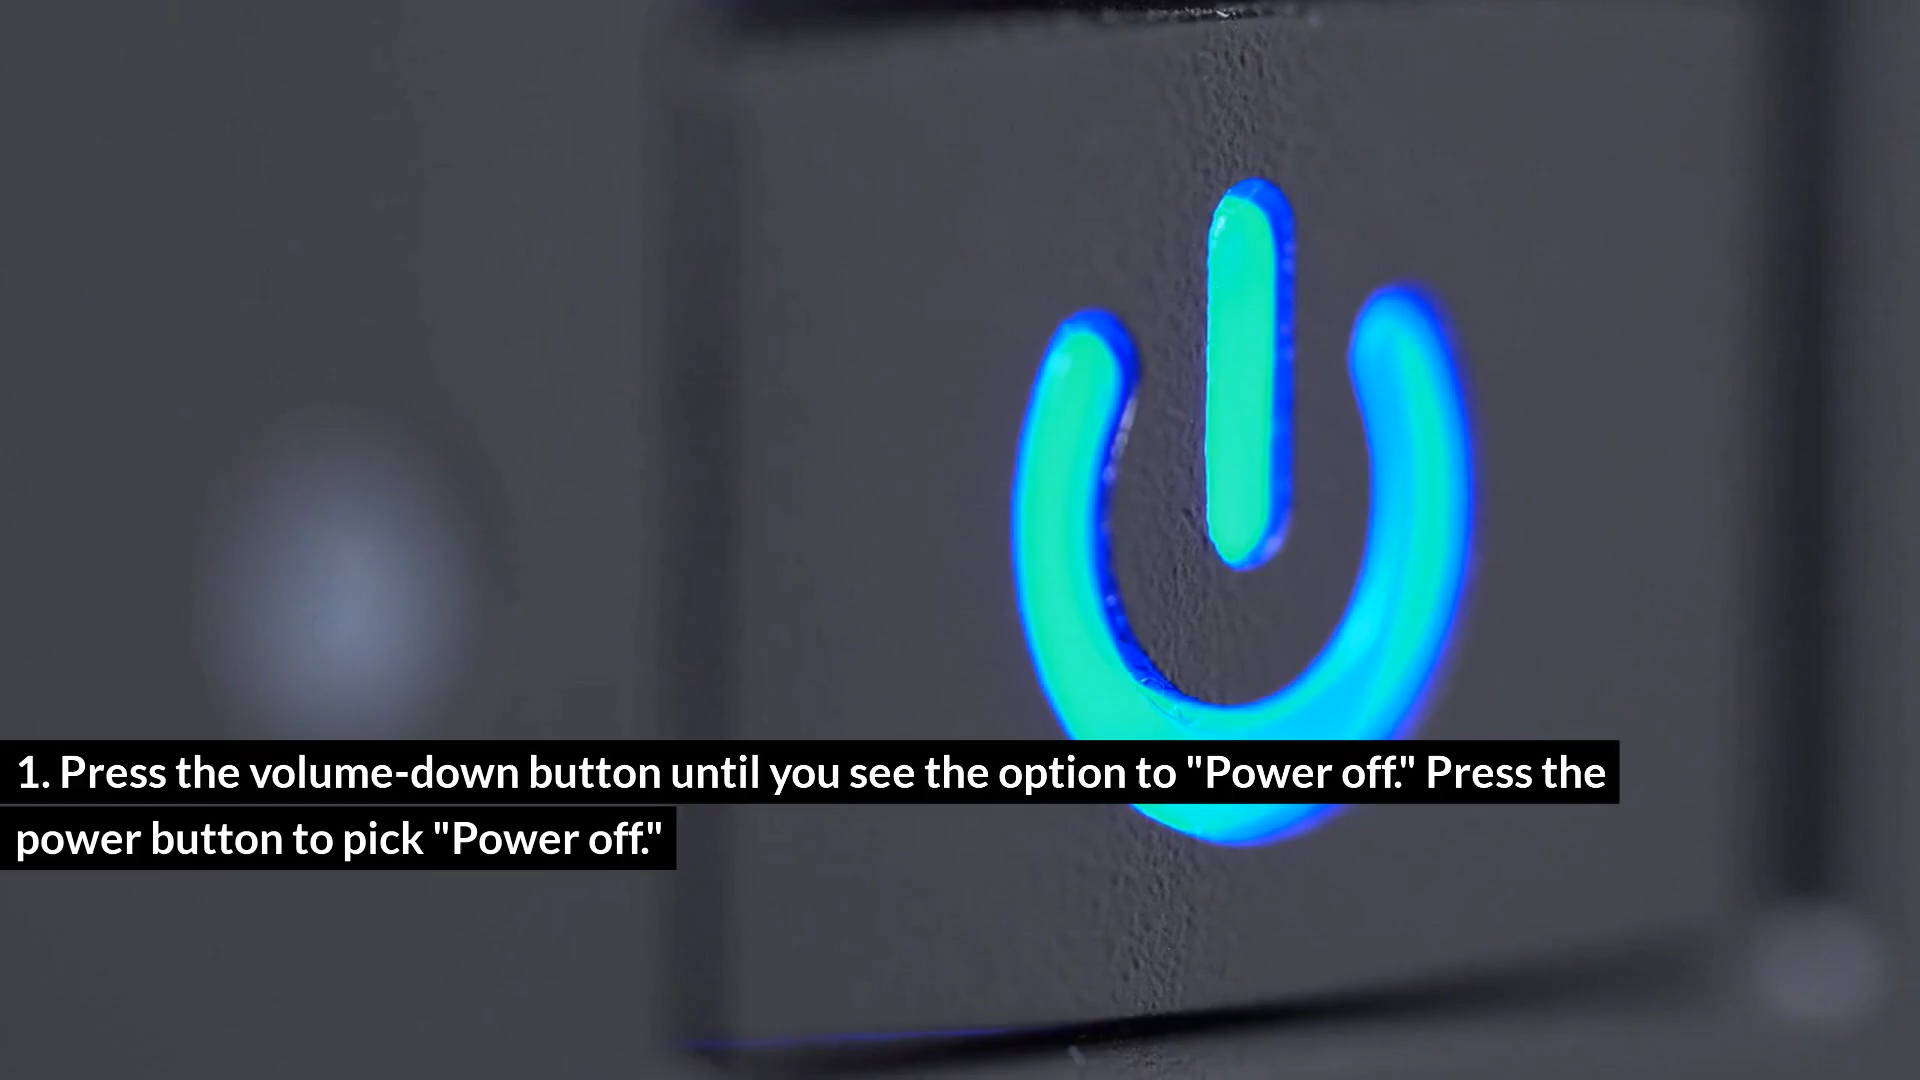 1. Press the volume-down button until you see the option to "Power off." Press the
power button to pick "Power off."